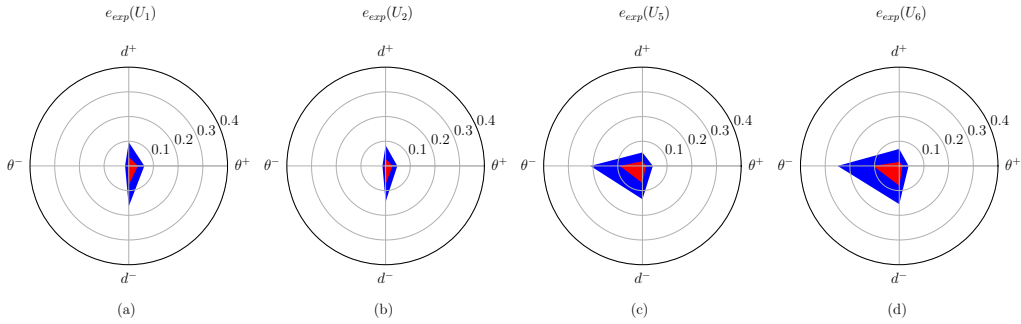 e_exp(U_1)
d⁺
0.4
0.3
0.2
0.1
θ⁻
θ⁺
d⁻
(a)
e_exp(U_2)
d⁺
0.4
0.3
0.2
0.1
θ⁻
θ⁺
d⁻
(b)
e_exp(U_5)
d⁺
0.4
0.3
0.2
0.1
θ⁻
θ⁺
d⁻
(c)
e_exp(U_6)
d⁺
0.4
0.3
0.2
0.1
θ⁻
θ⁺
d⁻
(d)